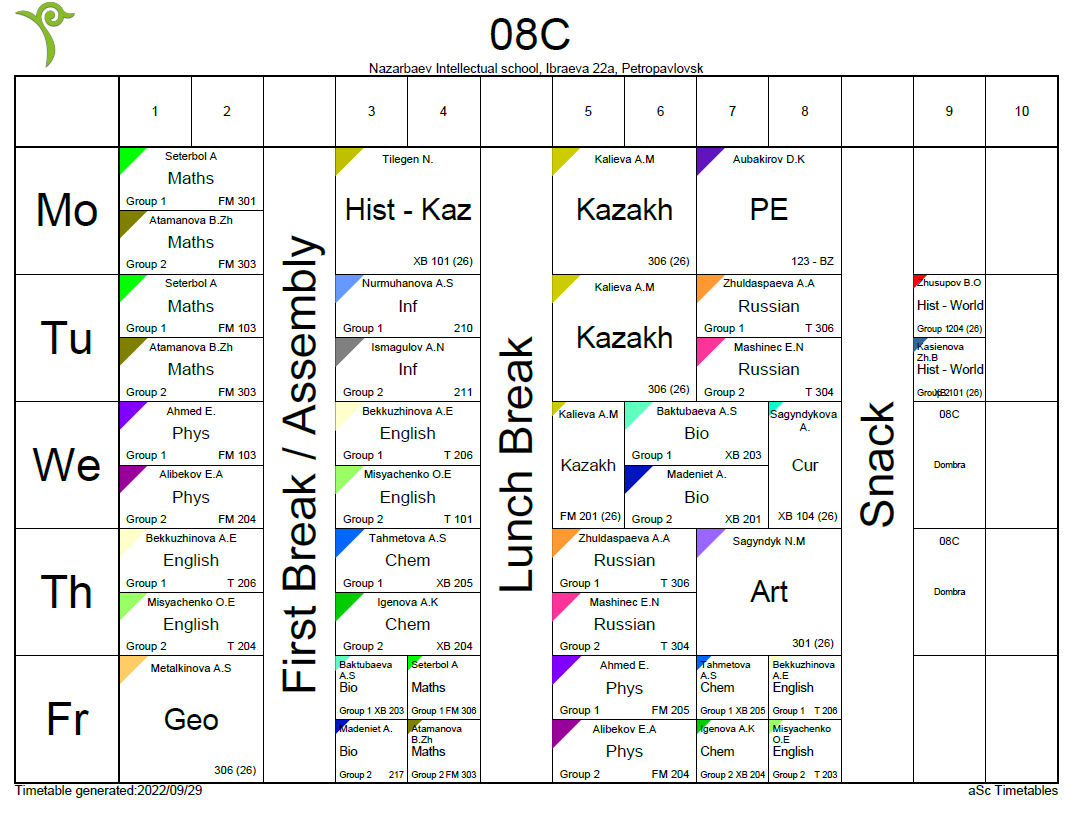 08C
Nazarbaev Intellectual school, Ibraeva 22a, Petropavlovsk
1 2 3 4 5 6 7 8 9 10
First Break / Assembly
Lunch Break
Snack
Mo
Seterbol A
Maths
Group 1 FM 301
Atamanova B.Zh
Maths
Group 2 FM 303
Tilegen N.
Hist - Kaz
XB 101 (26)
Kalieva A.M
Kazakh
306 (26)
Aubakirov D.K
PE
123 - BZ
Tu
Seterbol A
Maths
Group 1 FM 103
Atamanova B.Zh
Maths
Group 2 FM 303
Nurmuhanova A.S
Inf
Group 1 210
Ismagulov A.N
Inf
Group 2 211
Kalieva A.M
Kazakh
306 (26)
Zhuldaspaeva A.A
Russian
Group 1 T 306
Mashinec E.N
Russian
Group 2 T 304
Zhusupov B.O
Hist - World
Group 1 204 (26)
Kasienova
Zh.B
Hist - World
Group 2 XB 101 (26)
We
Ahmed E.
Phys
Group 1 FM 103
Alibekov E.A
Phys
Group 2 FM 204
Bekkuzhinova A.E
English
Group 1 T 206
Misyachenko O.E
English
Group 2 T 101
Kalieva A.M
Kazakh
FM 201 (26)
Baktubaeva A.S
Bio
Group 1 XB 203
Madeniet A.
Bio
Group 2 XB 201
Sagyndykova
A.
Cur
XB 104 (26)
08C
Dombra
Th
Bekkuzhinova A.E
English
Group 1 T 206
Misyachenko O.E
English
Group 2 T 204
Tahmetova A.S
Chem
Group 1 XB 205
Igenova A.K
Chem
Group 2 XB 204
Zhuldaspaeva A.A
Russian
Group 1 T 306
Mashinec E.N
Russian
Group 2 T 304
Sagyndyk N.M
Art
301 (26)
08C
Dombra
Fr
Metalkinova A.S
Geo
306 (26)
Baktubaeva
A.S
Bio
Group 1 XB 203
Madeniet A.
Bio
Group 2 217
Seterbol A
Maths
Group 1 FM 306
Atamanova
B.Zh
Maths
Group 2 FM 303
Ahmed E.
Phys
Group 1 FM 205
Alibekov E.A
Phys
Group 2 FM 204
Tahmetova
A.S
Chem
Group 1 XB 205
Igenova A.K
Chem
Group 2 XB 204
Bekkuzhinova
A.E
English
Group 1 T 206
Misyachenko
O.E
English
Group 2 T 203
Timetable generated:2022/09/29
aSc Timetables